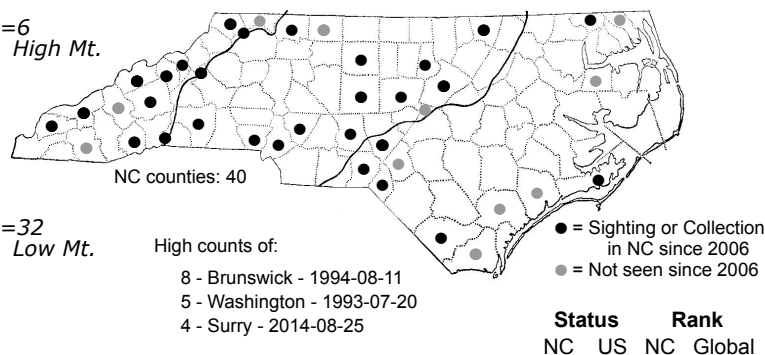 =6
High Mt.
NC counties: 40
=32
Low Mt.
High counts of:
8 - Brunswick - 1994-08-11
5 - Washington - 1993-07-20
4 - Surry - 2014-08-25
● = Sighting or Collection
in NC since 2006
● = Not seen since 2006
Status Rank
NC US NC Global